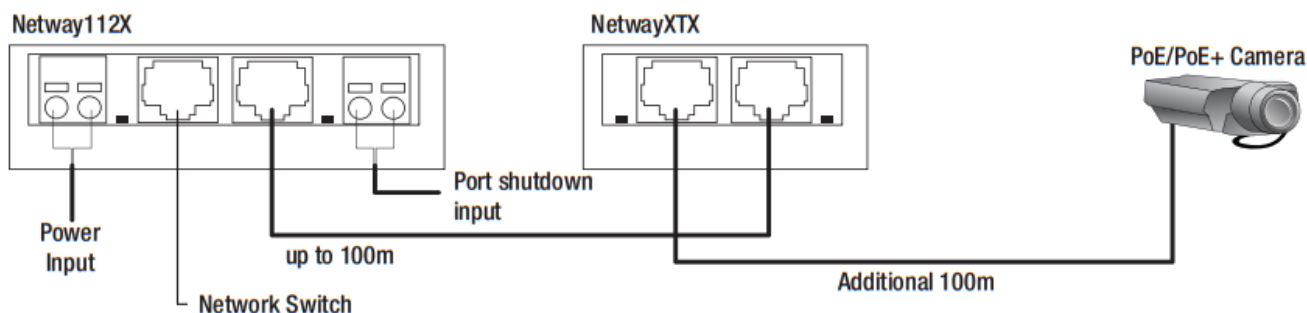 Netway112X
NetwayXTX
PoE/PoE+ Camera
Port shutdown
input
Power
Input
up to 100m
Additional 100m
Network Switch